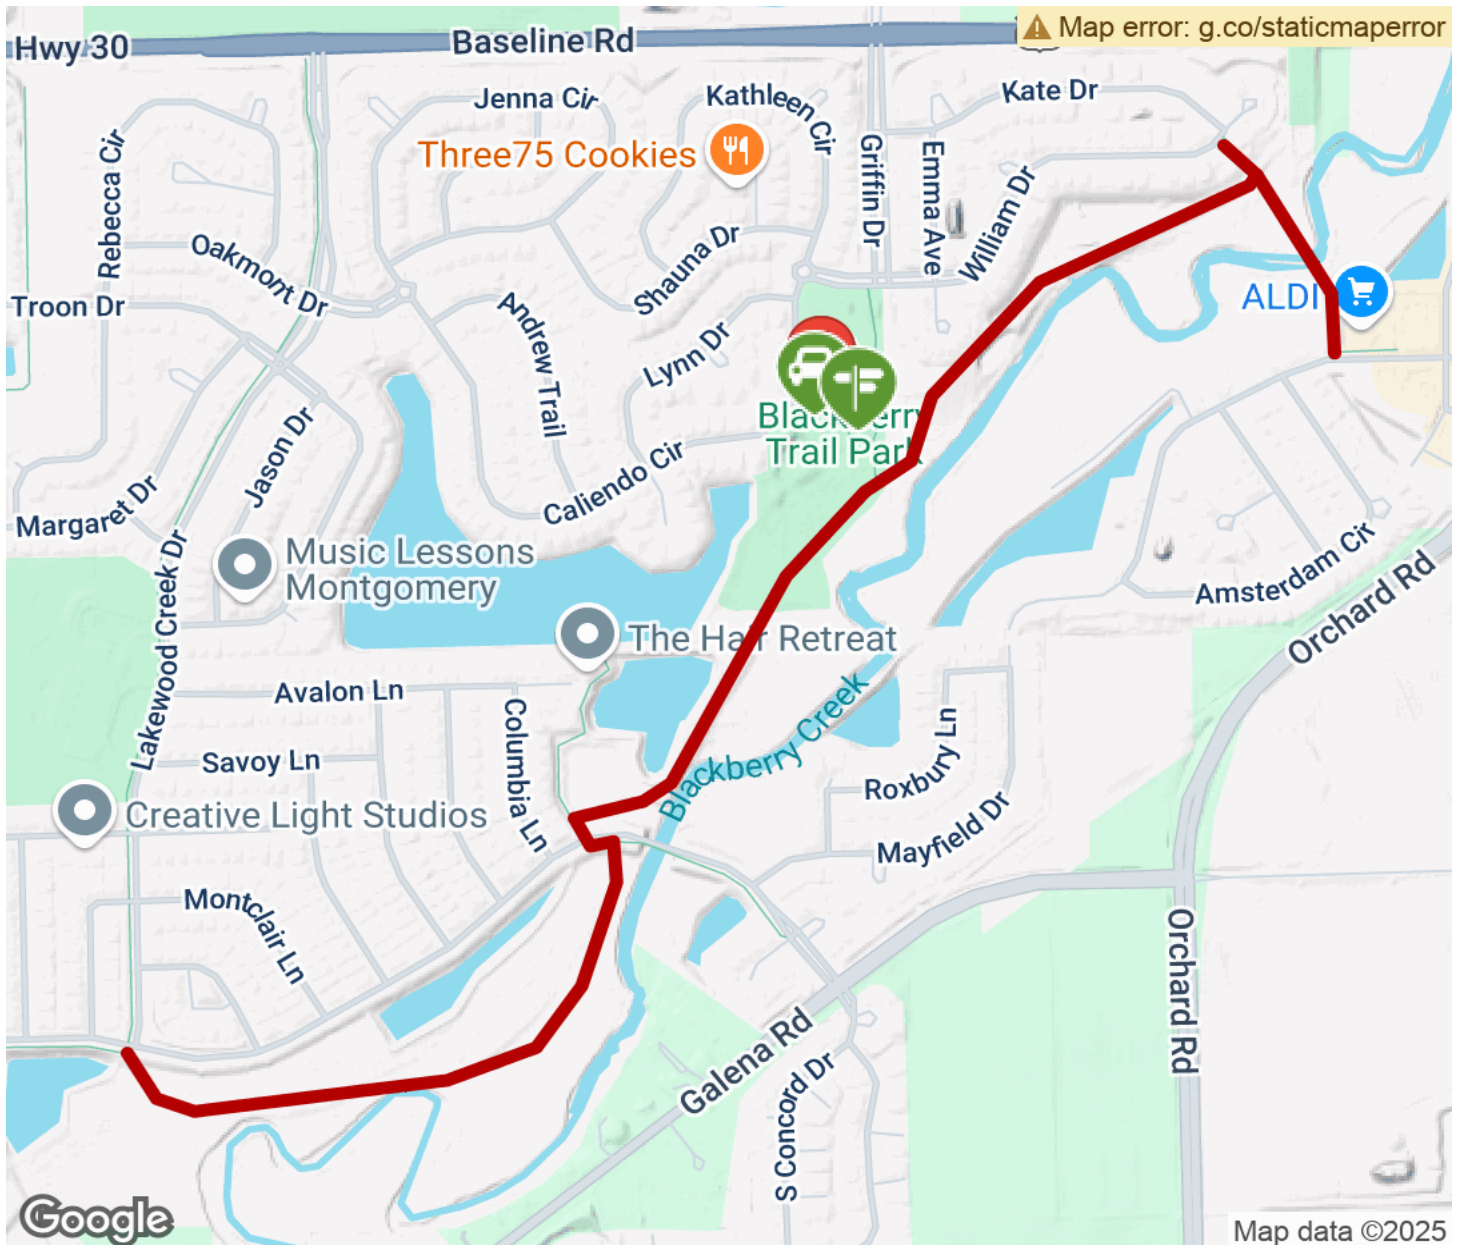 Map error: g.co/staticmaperror
Hwy 30
Baseline Rd
Jenna Cir
Kathleen Cir
Kate Dr
Three75 Cookies
Rebecca Cir
Griffin Dr
Emma Ave
William Dr
Oakmont Dr
Shauna Dr
Troon Dr
ALDI
Andrew Trail
Lynn Dr
Blackberry
Trail Park
Jason Dr
Caliendo Cir
Margaret Dr
Music Lessons
Montgomery
Lakewood Creek Dr
Amsterdam Cir
Orchard Rd
The Hair Retreat
Avalon Ln
Columbia Ln
Blackberry Creek
Roxbury Ln
Savoy Ln
Creative Light Studios
Mayfield Dr
Montclair Ln
Orchard Rd
Galena Rd
S Concord Dr
Google
Map data ©2025